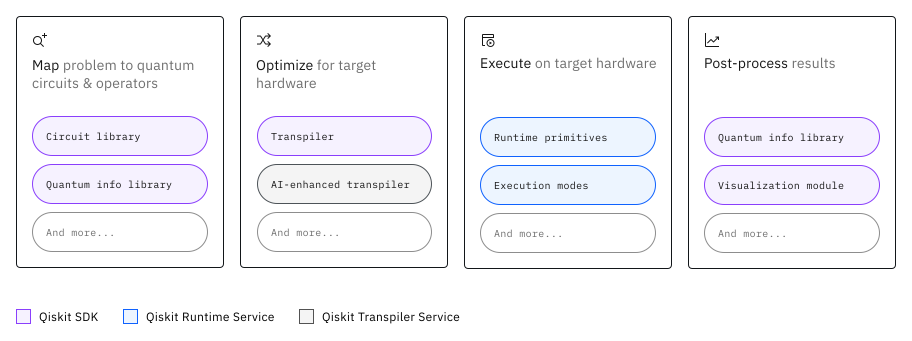 Map problem to quantum
circuits & operators
Circuit library
Quantum info library
And more...
Optimize for target
hardware
Transpiler
AI-enhanced transpiler
And more...
Execute on target hardware
Runtime primitives
Execution modes
And more...
Post-process results
Quantum info library
Visualization module
And more...
Qiskit SDK
Qiskit Runtime Service
Qiskit Transpiler Service